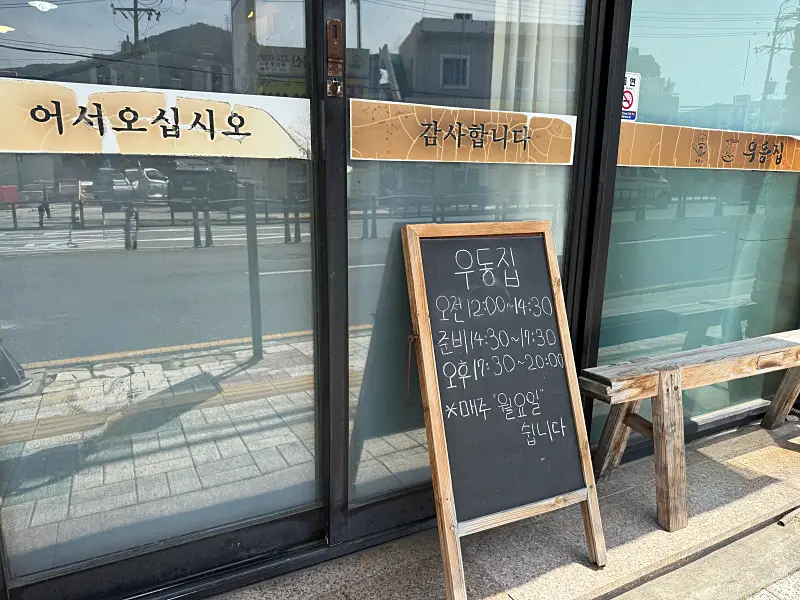 어서오십시오
감사합니다
우동집
우동집
오전 12:00~14:30
준비 14:30~17:30
오후 17:30~20:00
*매주 "월요일"
쉽니다